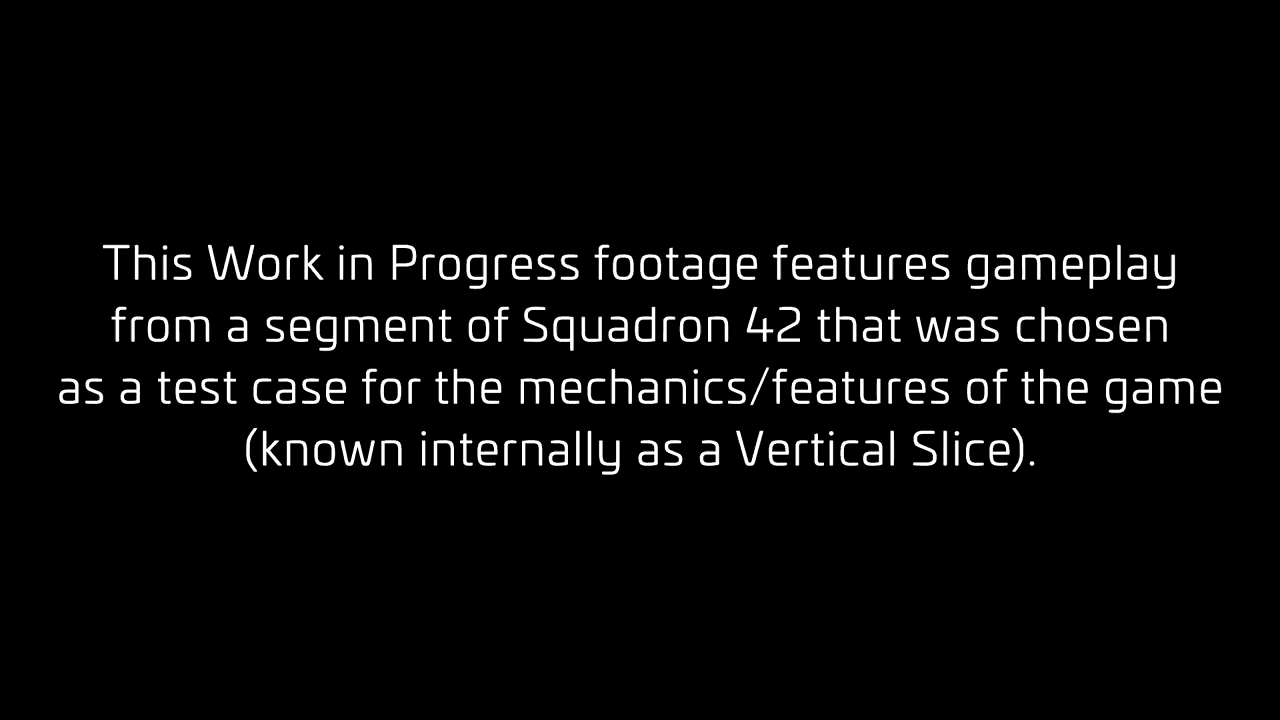 This Work in Progress footage features gameplay
from a segment of Squadron 42 that was chosen
as a test case for the mechanics/features of the game
(known internally as a Vertical Slice).